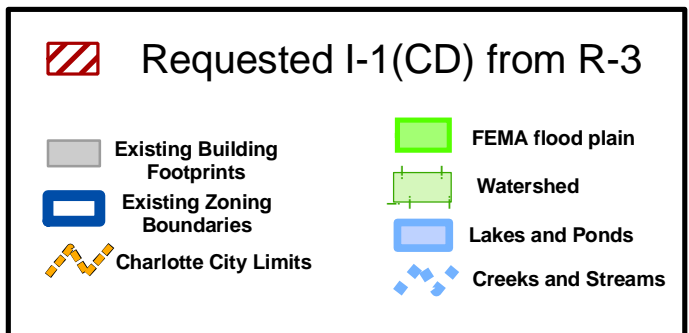 Requested I-1(CD) from R-3
Existing Building
Footprints
Existing Zoning
Boundaries
Charlotte City Limits
FEMA flood plain
Watershed
Lakes and Ponds
Creeks and Streams